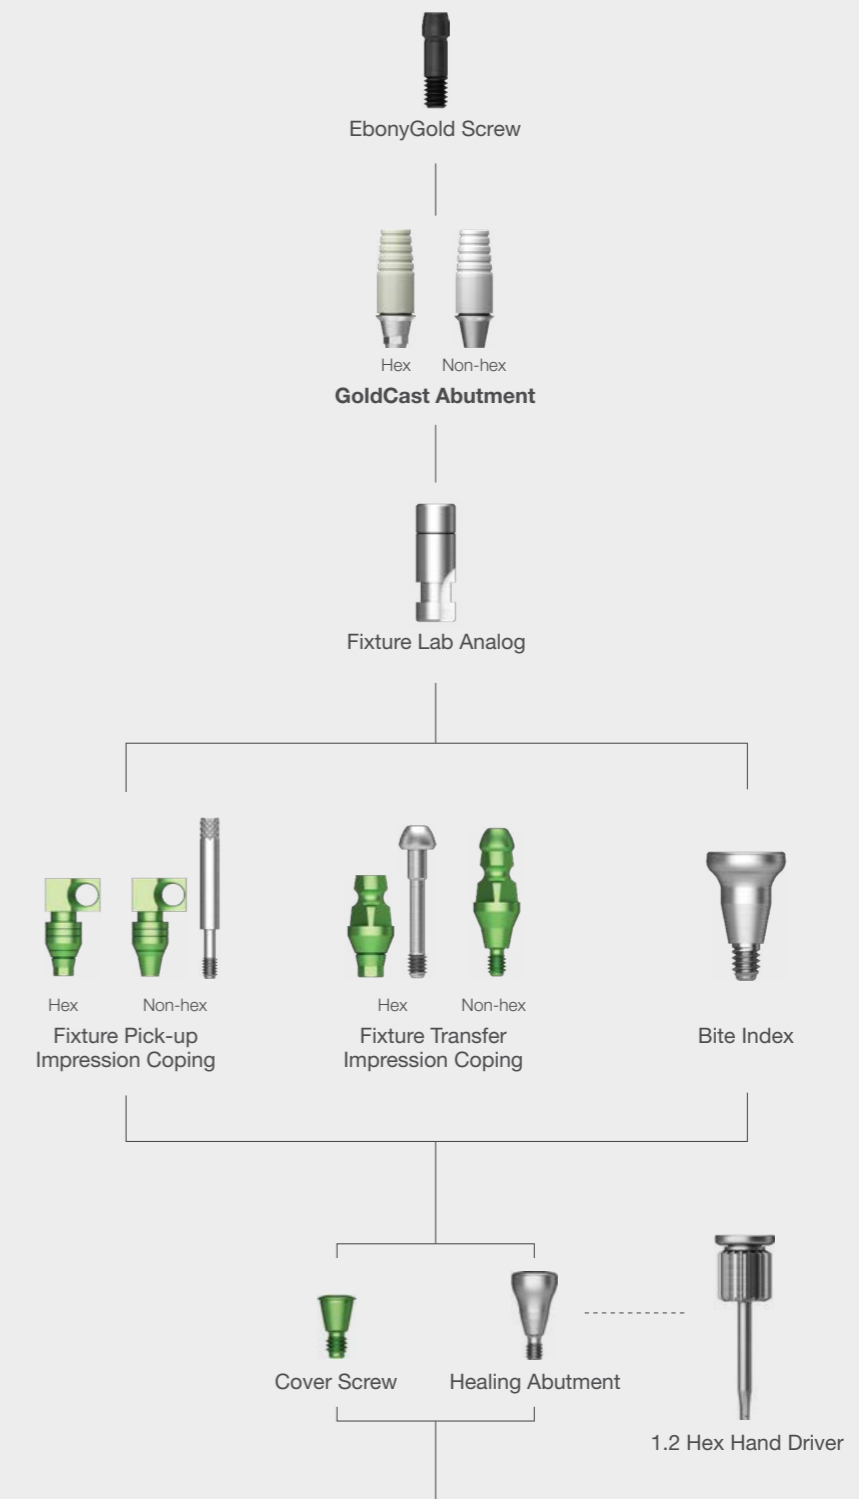 EbonyGold Screw
Hex Non-hex
GoldCast Abutment
Fixture Lab Analog
Hex Non-hex
Fixture Pick-up
Impression Coping
Hex Non-hex
Fixture Transfer
Impression Coping
Bite Index
Cover Screw
Healing Abutment
1.2 Hex Hand Driver